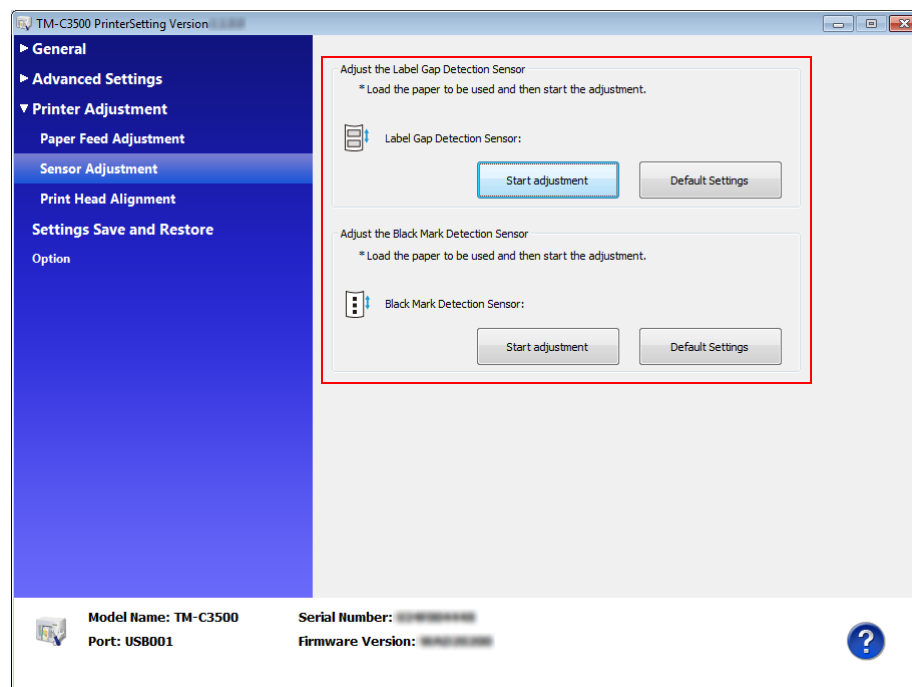 TM-C3500 PrinterSetting Version
General
Advanced Settings
Printer Adjustment
Paper Feed Adjustment
Sensor Adjustment
Print Head Alignment
Settings Save and Restore
Option
Adjust the Label Gap Detection Sensor
*Load the paper to be used and then start the adjustment.
Label Gap Detection Sensor:
Start adjustment Default Settings
Adjust the Black Mark Detection Sensor
*Load the paper to be used and then start the adjustment.
Black Mark Detection Sensor:
Start adjustment Default Settings
Model Name: TM-C3500 Serial Number:
Port: USB001 Firmware Version:
?